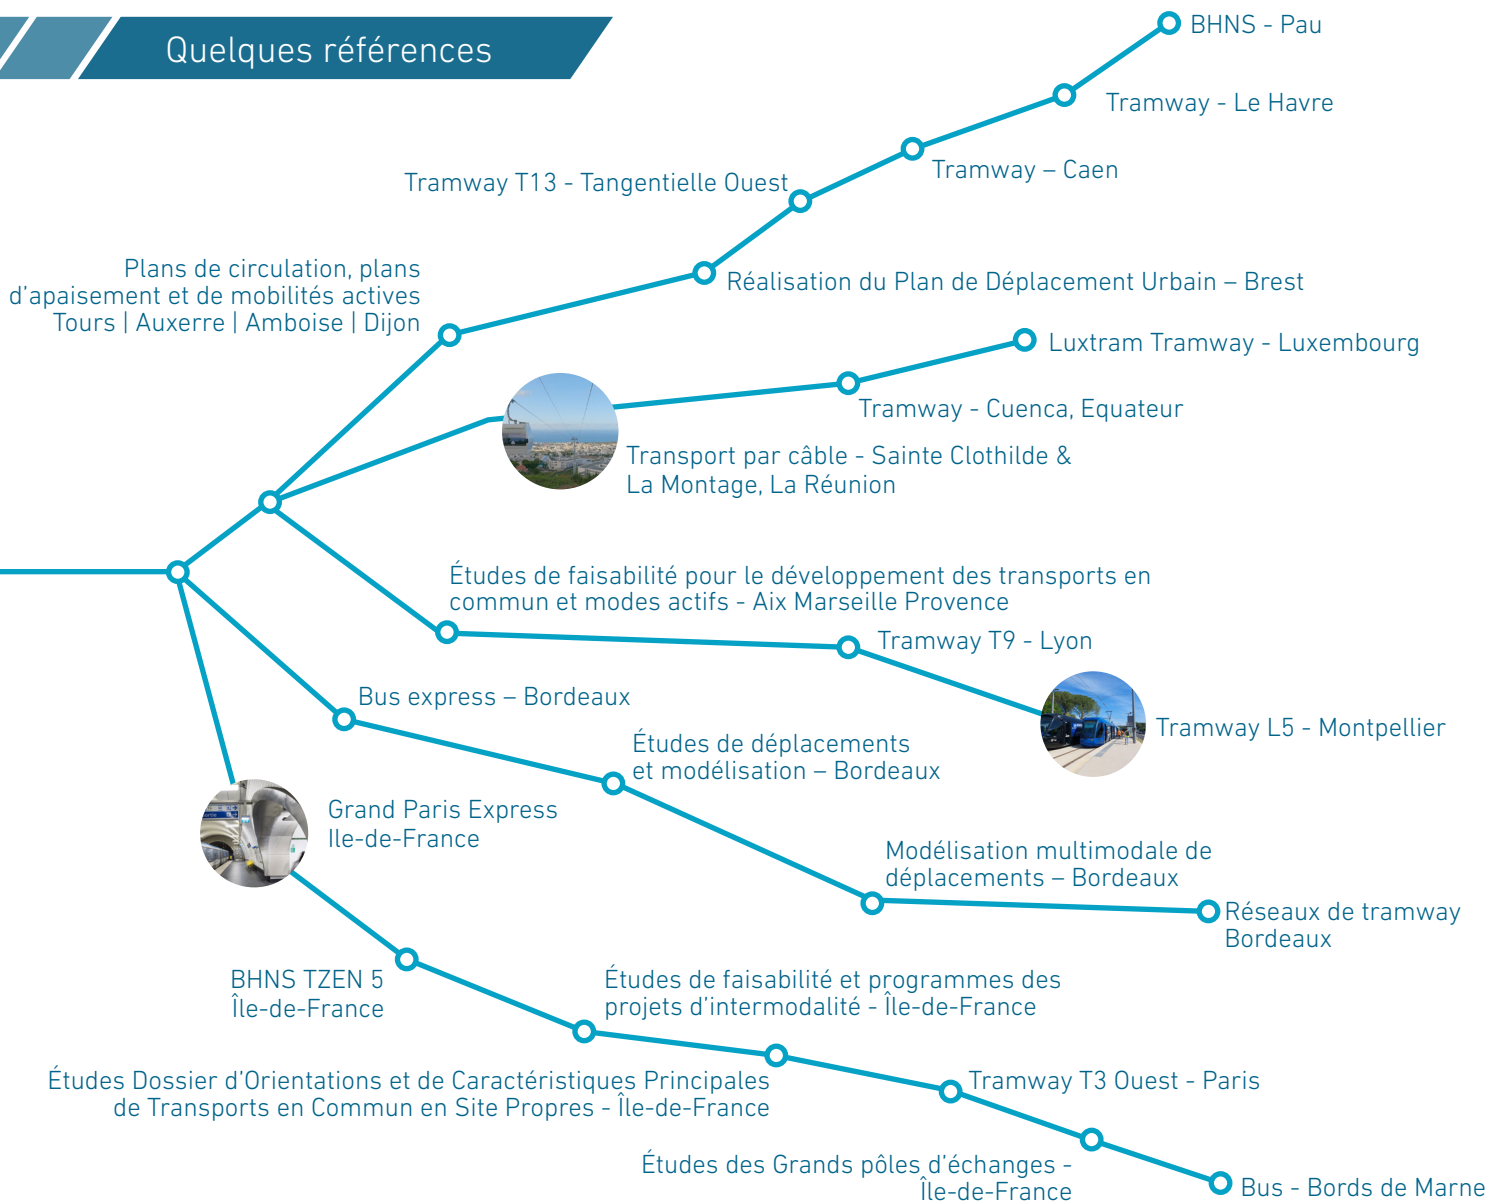 Quelques références
BHNS - Pau
Tramway - Le Havre
Tramway – Caen
Tramway T13 - Tangentielle Ouest
Réalisation du Plan de Déplacement Urbain – Brest
Plans de circulation, plans
d'apaisement et de mobilités actives
Tours | Auxerre | Amboise | Dijon
Luxtram Tramway - Luxembourg
Tramway - Cuenca, Equateur
Transport par câble - Sainte Clothilde &
La Montage, La Réunion
Études de faisabilité pour le développement des transports en
commun et modes actifs - Aix Marseille Provence
Tramway T9 - Lyon
Tramway L5 - Montpellier
Bus express – Bordeaux
Études de déplacements
et modélisation – Bordeaux
Modélisation multimodale de
déplacements – Bordeaux
Réseaux de tramway
Bordeaux
Grand Paris Express
Ile-de-France
BHNS TZEN 5
Île-de-France
Études de faisabilité et programmes des
projets d'intermodalité - Île-de-France
Études Dossier d'Orientations et de Caractéristiques Principales
de Transports en Commun en Site Propres - Île-de-France
Tramway T3 Ouest - Paris
Études des Grands pôles d'échanges -
Île-de-France
Bus - Bords de Marne